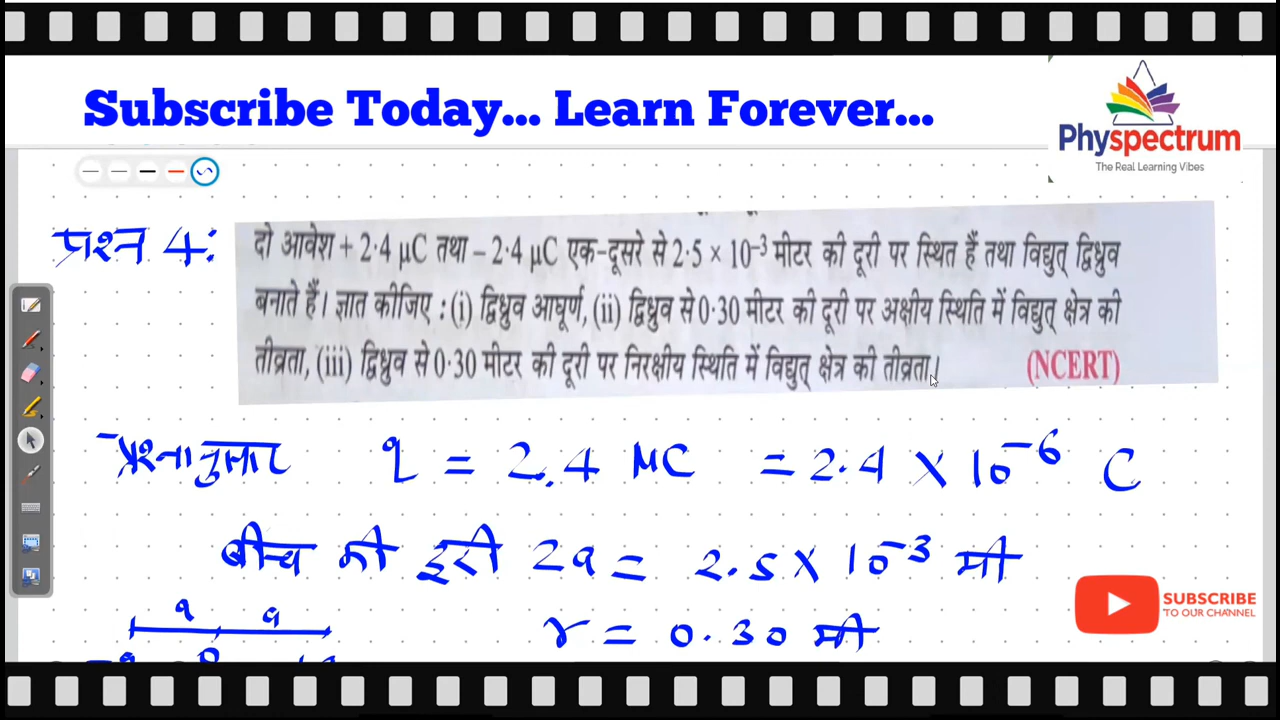 Subscribe Today... Learn Forever...
Physpectrum
The Real Learning Vibes
प्रश्न 4:
दो आवेश + 2·4 μC तथा – 2·4 μC एक-दूसरे से 2·5 × 10⁻³ मीटर की दूरी पर स्थित हैं तथा विद्युत् द्विध्रुव
बनाते हैं। ज्ञात कीजिए : (i) द्विध्रुव आघूर्ण, (ii) द्विध्रुव से 0·30 मीटर की दूरी पर अक्षीय स्थिति में विद्युत् क्षेत्र की
तीव्रता, (iii) द्विध्रुव से 0·30 मीटर की दूरी पर निरक्षीय स्थिति में विद्युत् क्षेत्र की तीव्रता। (NCERT)
प्रश्नानुसार q = 2.4 μC = 2.4 × 10⁻⁶ C
बीच की दूरी 2a = 2.5 × 10⁻³ मी
a a
r = 0.30 मी
SUBSCRIBE
TO OUR CHANNEL